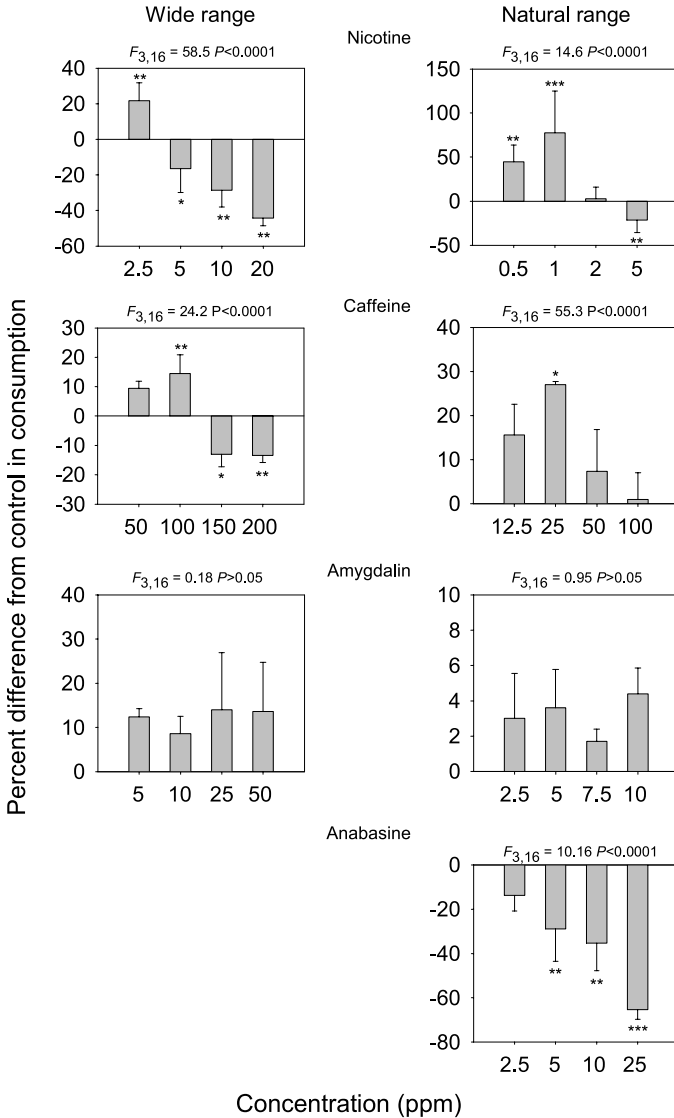 Wide range
Natural range
Nicotine
F3,16 = 58.5 P<0.0001
40
20
0
-20
-40
-60
**
*
**
**
2.5 5 10 20
F3,16 = 14.6 P<0.0001
150
100
50
0
-50
**
***
**
0.5 1 2 5
Caffeine
F3,16 = 24.2 P<0.0001
30
20
10
0
-10
-20
-30
**
*
**
50 100 150 200
F3,16 = 55.3 P<0.0001
40
30
20
10
0
*
12.5 25 50 100
Amygdalin
F3,16 = 0.18 P>0.05
40
30
20
10
0
5 10 25 50
F3,16 = 0.95 P>0.05
10
8
6
4
2
0
2.5 5 7.5 10
Anabasine
F3,16 = 10.16 P<0.0001
0
-20
-40
-60
-80
**
**
***
2.5 5 10 25
Percent difference from control in consumption
Concentration (ppm)